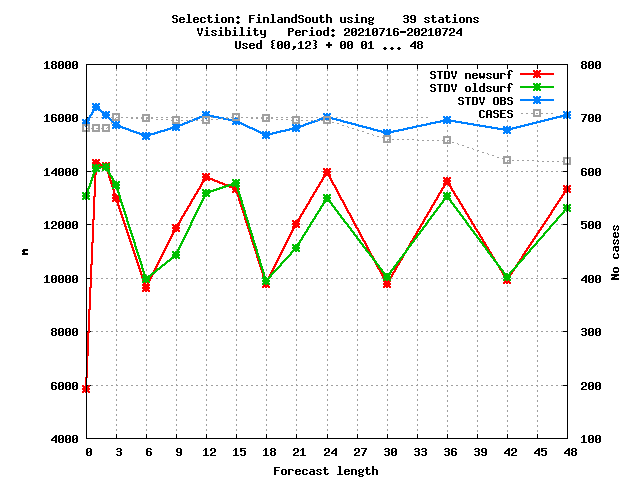 Selection: FinlandSouth using    39 stations
Visibility   Period: 20210716-20210724
Used {00,12} + 00 01 ... 48
18000
16000
14000
12000
10000
8000
6000
4000
800
700
600
500
400
300
200
100
STDV newsurf
STDV oldsurf
STDV OBS
CASES
m
No cases
0 3 6 9 12 15 18 21 24 27 30 33 36 39 42 45 48
Forecast length